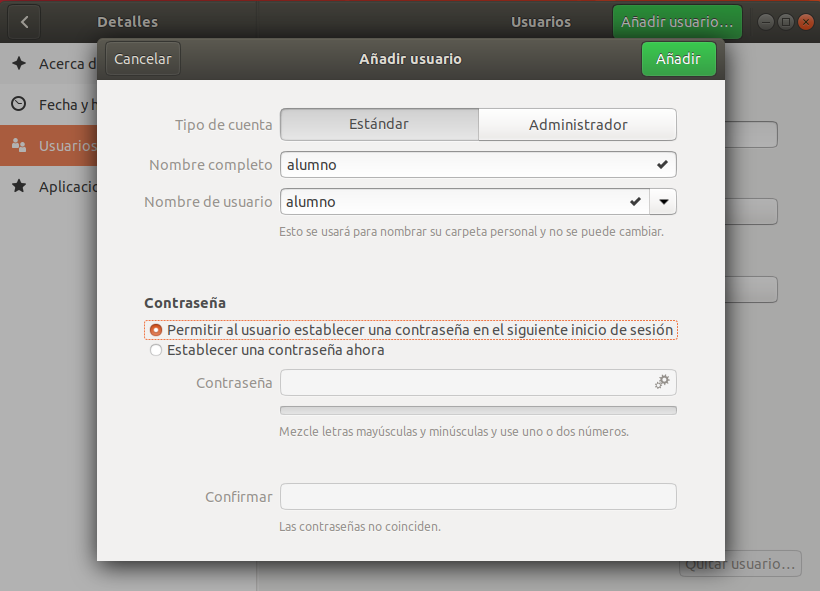 Detalles
Usuarios
Añadir usuario...
Cancelar
Añadir usuario
Añadir
Acerca d
Fecha y h
Usuarios
Aplicacio
Tipo de cuenta
Estándar
Administrador
Nombre completo
alumno
Nombre de usuario
alumno
Esto se usará para nombrar su carpeta personal y no se puede cambiar.
Contraseña
Permitir al usuario establecer una contraseña en el siguiente inicio de sesión
Establecer una contraseña ahora
Contraseña
Mezcle letras mayúsculas y minúsculas y use uno o dos números.
Confirmar
Las contraseñas no coinciden.
Quitar usuario...